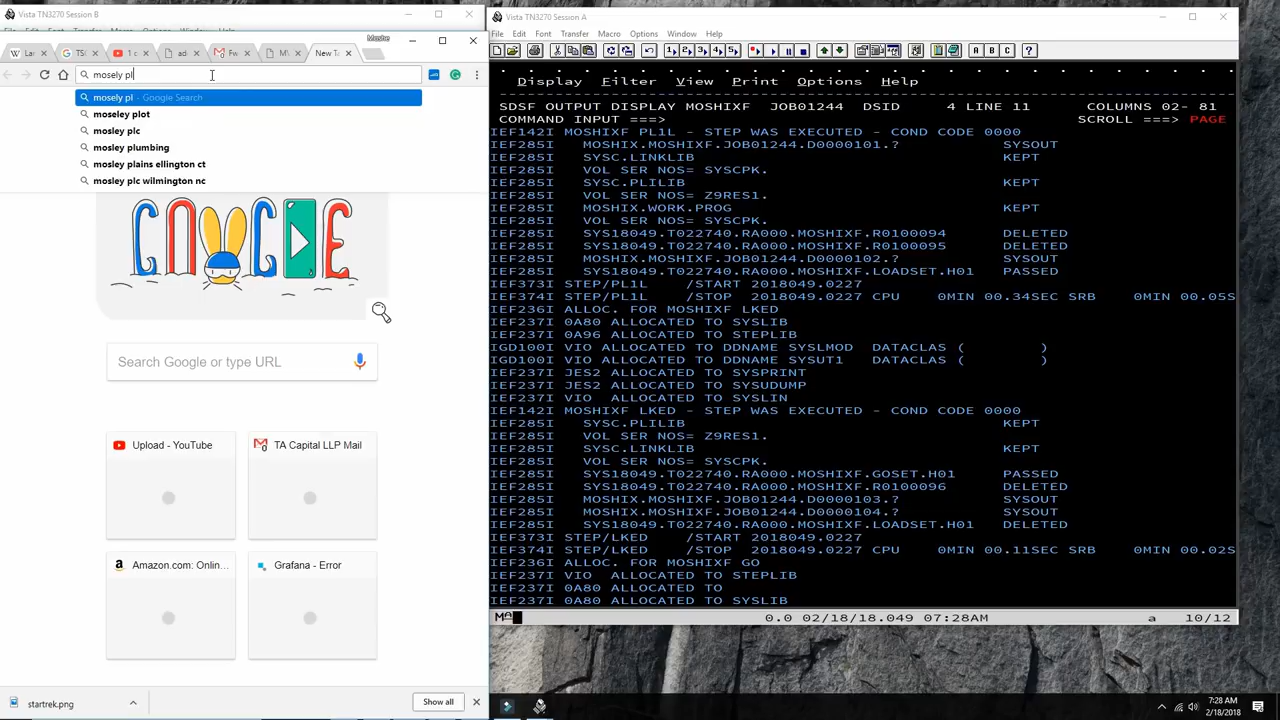 Vista TN3270 Session B
Moshe
Lar
TS
1 c
adi
Fw
M
New Ta
mosely pl
mosely pl - Google Search
moseley plot
mosley plc
mosley plumbing
mosley plains ellington ct
mosley plc wilmington nc
Search Google or type URL
Upload - YouTube
TA Capital LLP Mail
Amazon.com: Onlin...
Grafana - Error
startrek.png
Show all
Vista TN3270 Session A
File Edit Font Transfer Macro Options Window Help
A B C
Display Filter View Print Options Help
SDSF OUTPUT DISPLAY MOSHIXF JOB01244 DSID 4 LINE 11 COLUMNS 02- 81
COMMAND INPUT ===> SCROLL ===> PAGE
IEF142I MOSHIXF PL1L - STEP WAS EXECUTED - COND CODE 0000
IEF285I MOSHIX.MOSHIXF.JOB01244.D0000101.? SYSOUT
IEF285I SYSC.LINKLIB KEPT
IEF285I VOL SER NOS= SYSCPK.
IEF285I SYSC.PLILIB KEPT
IEF285I VOL SER NOS= Z9RES1.
IEF285I MOSHIX.WORK.PROG KEPT
IEF285I VOL SER NOS= SYSCPK.
IEF285I SYS18049.T022740.RA000.MOSHIXF.R0100094 DELETED
IEF285I SYS18049.T022740.RA000.MOSHIXF.R0100095 DELETED
IEF285I MOSHIX.MOSHIXF.JOB01244.D0000102.? SYSOUT
IEF285I SYS18049.T022740.RA000.MOSHIXF.LOADSET.H01 PASSED
IEF373I STEP/PL1L /START 2018049.0227
IEF374I STEP/PL1L /STOP 2018049.0227 CPU 0MIN 00.34SEC SRB 0MIN 00.05S
IEF236I ALLOC. FOR MOSHIXF LKED
IEF237I 0A80 ALLOCATED TO SYSLIB
IEF237I 0A96 ALLOCATED TO STEPLIB
IGD100I VIO ALLOCATED TO DDNAME SYSLMOD DATACLAS ( )
IGD100I VIO ALLOCATED TO DDNAME SYSUT1 DATACLAS ( )
IEF237I JES2 ALLOCATED TO SYSPRINT
IEF237I JES2 ALLOCATED TO SYSUDUMP
IEF237I VIO ALLOCATED TO SYSLIN
IEF142I MOSHIXF LKED - STEP WAS EXECUTED - COND CODE 0000
IEF285I SYSC.PLILIB KEPT
IEF285I VOL SER NOS= Z9RES1.
IEF285I SYSC.LINKLIB KEPT
IEF285I VOL SER NOS= SYSCPK.
IEF285I SYS18049.T022740.RA000.MOSHIXF.GOSET.H01 PASSED
IEF285I SYS18049.T022740.RA000.MOSHIXF.R0100096 DELETED
IEF285I MOSHIX.MOSHIXF.JOB01244.D0000103.? SYSOUT
IEF285I MOSHIX.MOSHIXF.JOB01244.D0000104.? SYSOUT
IEF285I SYS18049.T022740.RA000.MOSHIXF.LOADSET.H01 DELETED
IEF373I STEP/LKED /START 2018049.0227
IEF374I STEP/LKED /STOP 2018049.0227 CPU 0MIN 00.11SEC SRB 0MIN 00.02S
IEF236I ALLOC. FOR MOSHIXF GO
IEF237I VIO ALLOCATED TO STEPLIB
IEF237I 0A80 ALLOCATED TO
IEF237I 0A80 ALLOCATED TO SYSLIB
MA 0.0 02/18/18.049 07:28AM a 10/12
7:28 AM
2/18/2018